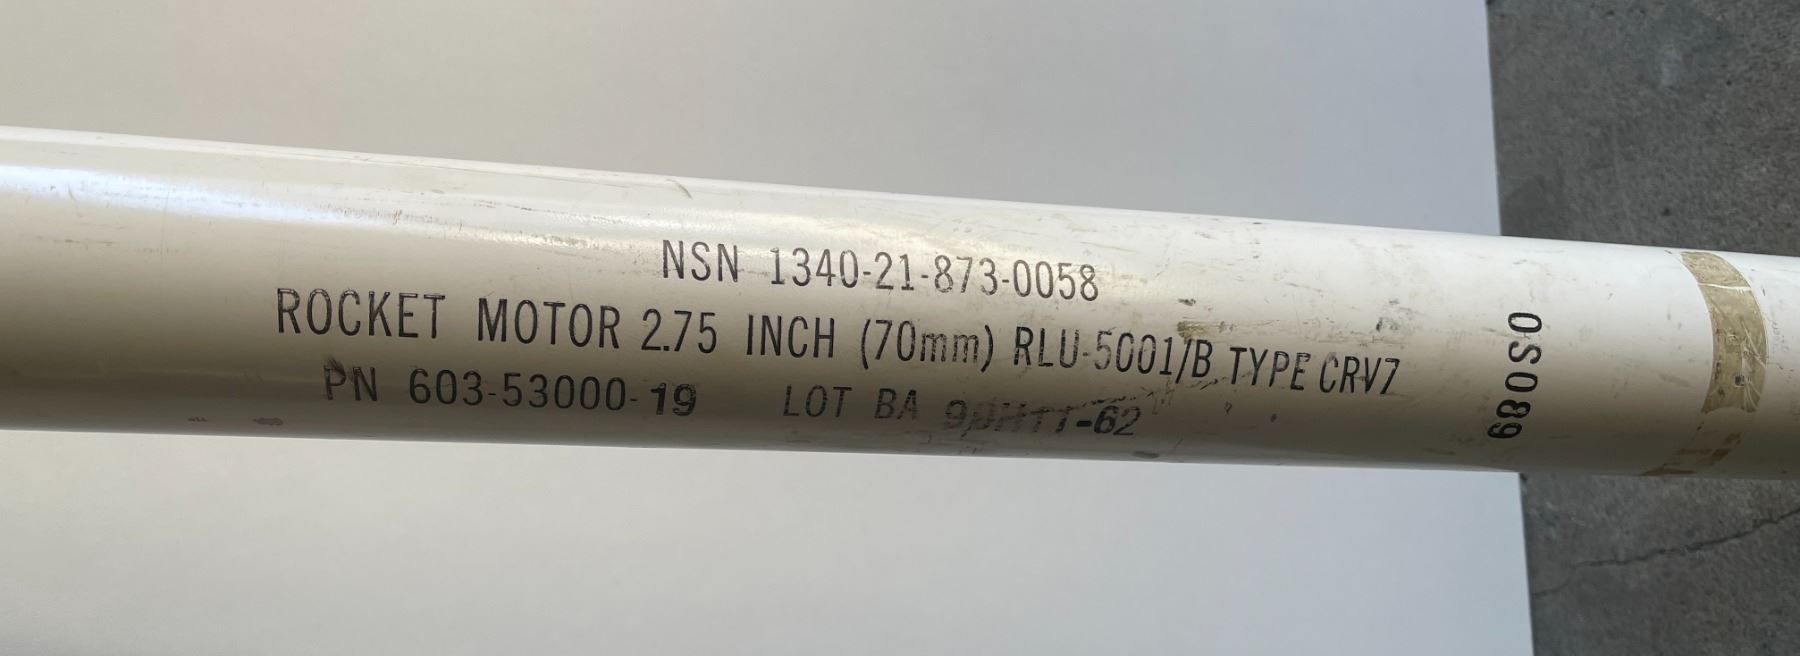 NSN 1340-21-873-0058
ROCKET MOTOR 2.75 INCH (70mm) RLU-5001/B TYPE CRV7
PN 603-53000-19 LOT BA
0S089